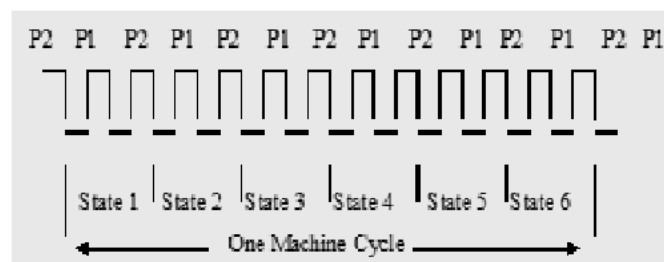 P2 P1 P2 P1 P2 P1 P2 P1 P2 P1 P2 P1 P2 P1
State 1 State 2 State 3 State 4 State 5 State 6
One Machine Cycle